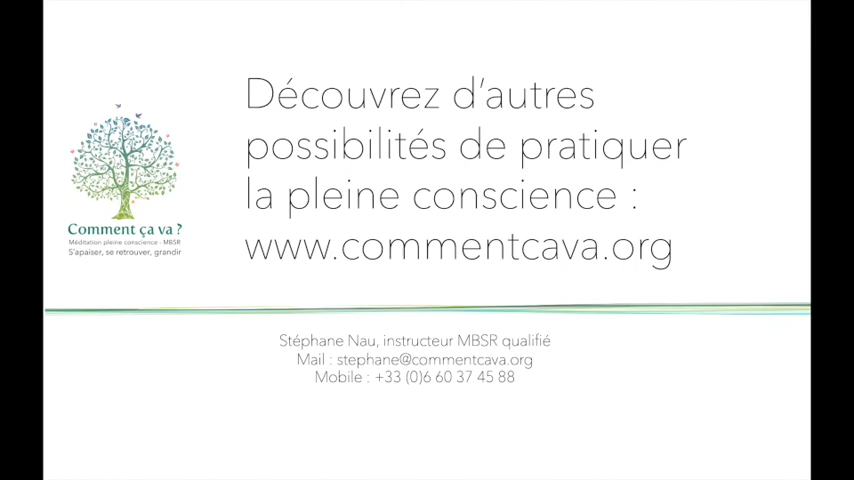 Découvrez d’autres
possibilités de pratiquer
la pleine conscience :
www.commentcava.org
Comment ça va ?
Méditation pleine conscience - MBSR
S'apaiser, se retrouver, grandir
Stéphane Nau, instructeur MBSR qualifié
Mail : stephane@commentcava.org
Mobile : +33 (0)6 60 37 45 88